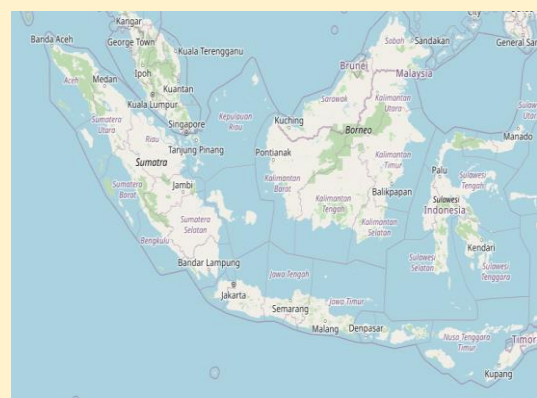 Kangar
Banda Aceh
George Town
Kuala Terengganu
Ipoh
Aceh
Medan
Kuantan
Kuala Lumpur
Sumatera
Utara
Singapore
Riau
Kepulauan
Riau
Tanjung Pinang
Sumatra
Jambi
Sumatera
Barat
Sumatera
Selatan
Bengkulu
Bandar Lampung
Jakarta
Jawa Tengah
Semarang
Jawa Timur
Malang
Denpasar
Nusa Tenggara
Timur
Timor
Kupang
City
Sandakan
Sabah
General San
Brunei
Malaysia
Sarawak
Kalimantan
Utara
Kuching
Borneo
Pontianak
Kalimantan
Timur
Kalimantan
Barat
Kalimantan
Tengah
Balikpapan
Kalimantan
Selatan
Manado
Palu
Sulawesi
Tengah
Sulawesi
Indonesia
Kendari
Sulawesi
Selatan
Sulawesi
Tenggara
Sulawesi
Uta